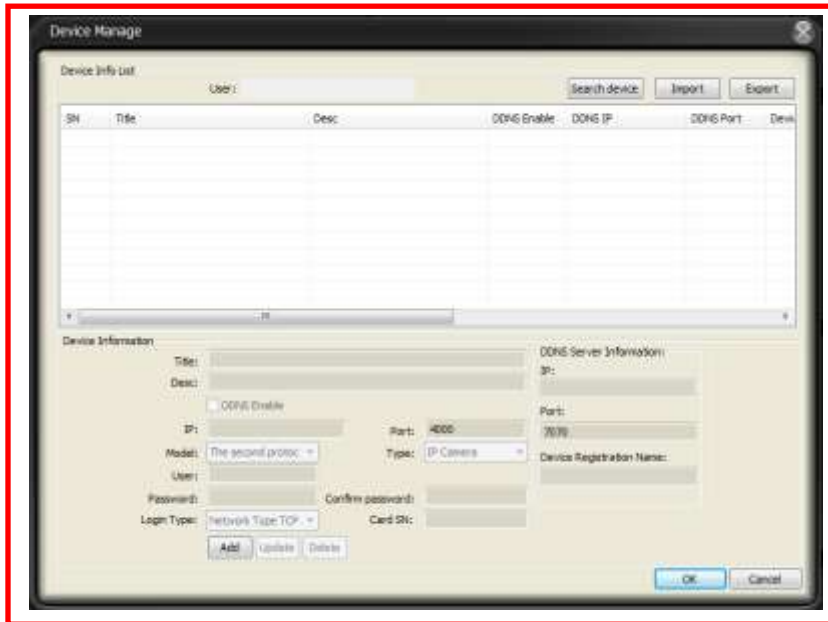 Device Manage
Device Info List
User:
Search device Import Export
SN Title Desc DDNS Enable DDNS IP DDNS Port
Device Information
Title:
Desc:
DDNS Enable
IP: Port: 4000
Model: The second protoc Type: IP Camera
User:
Password: Confirm password:
Login Type: Network Type TCP Card SN:
Add Update Delete
DDNS Server Information:
IP:
Port:
7070
Device Registration Name:
OK Cancel